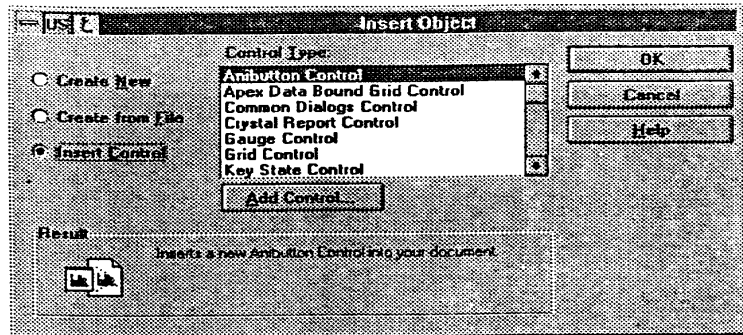 US ع Insert Object
Control Type:
Create New
Create from File
Insert Control
Anibutton Control
Apex Data Bound Grid Control
Common Dialogs Control
Crystal Report Control
Gauge Control
Grid Control
Key State Control
Add Control...
OK
Cancel
Help
Result
Inserts a new Anibutton Control into your document.